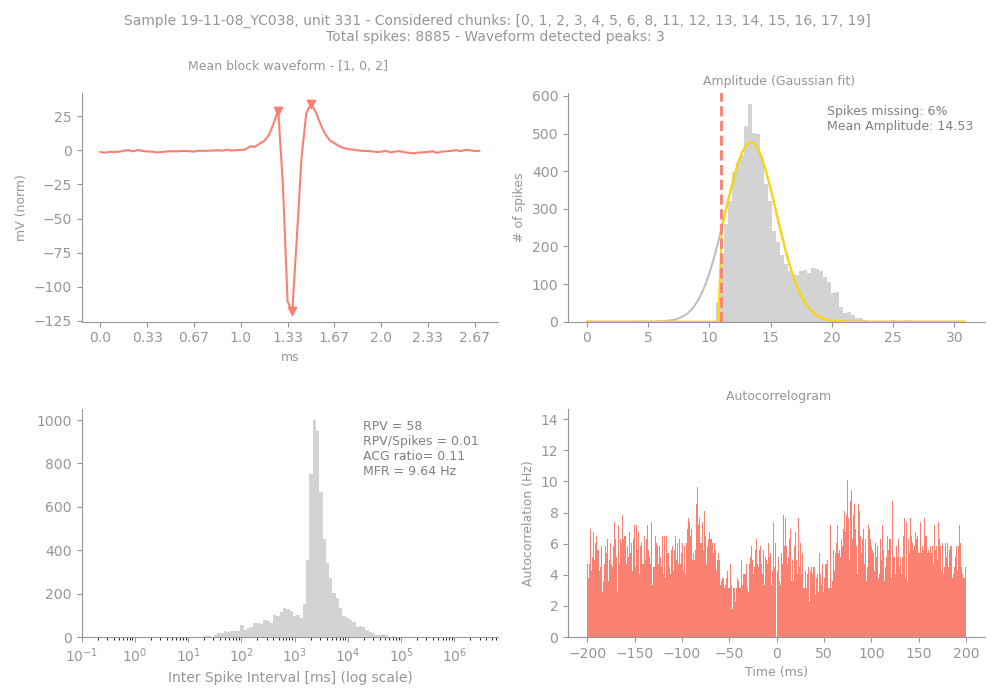 Sample 19-11-08_YC038, unit 331 - Considered chunks: [0, 1, 2, 3, 4, 5, 6, 8, 11, 12, 13, 14, 15, 16, 17, 19]
Total spikes: 8885 - Waveform detected peaks: 3
Mean block waveform - [1, 0, 2]
mV (norm)
25
0
−25
−50
−75
−100
−125
0.0 0.33 0.67 1.0 1.33 1.67 2.0 2.33 2.67
ms
Amplitude (Gaussian fit)
Spikes missing: 6%
Mean Amplitude: 14.53
# of spikes
600
500
400
300
200
100
0
0 5 10 15 20 25 30
RPV = 58
RPV/Spikes = 0.01
ACG ratio= 0.11
MFR = 9.64 Hz
1000
800
600
400
200
0
10⁻¹ 10⁰ 10¹ 10² 10³ 10⁴ 10⁵ 10⁶
Inter Spike Interval [ms] (log scale)
Autocorrelogram
Autocorrelation (Hz)
14
12
10
8
6
4
2
0
−200 −150 −100 −50 0 50 100 150 200
Time (ms)